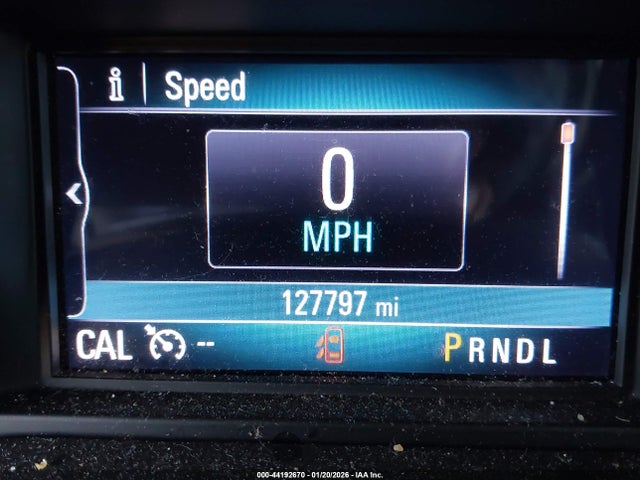 i | Speed
0
MPH
127797 mi
CAL -- PRNDL
000-44192670 - 01/20/2026 - IAA Inc.